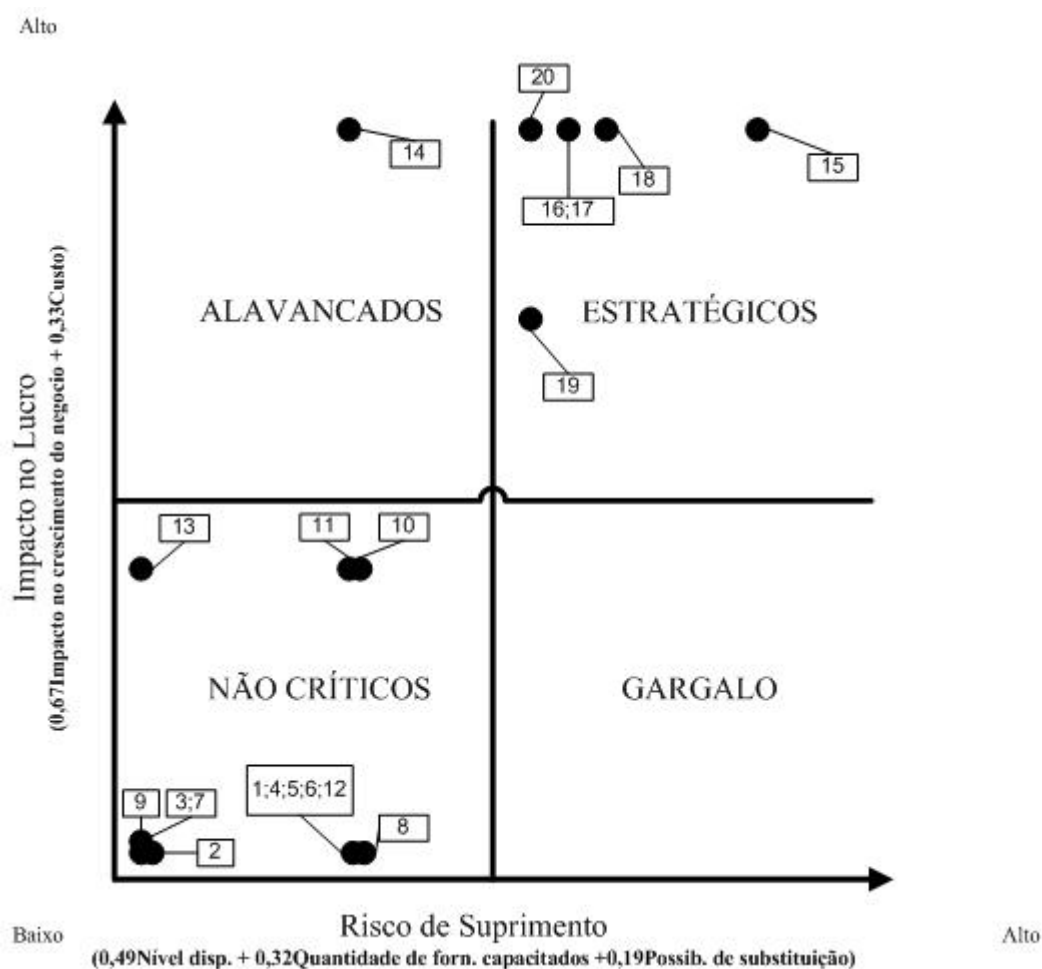 Alto
20
14
18
15
16;17
ALAVANCADOS
ESTRATÉGICOS
19
Impacto no Lucro
(0,67Impacto no crescimento do negocio + 0,33Custo)
13
11
10
NÃO CRÍTICOS
GARGALO
1;4;5;6;12
9
3;7
8
2
Baixo
Risco de Suprimento
Alto
(0,49Nível disp. + 0,32Quantidade de forn. capacitados +0,19Possib. de substituição)